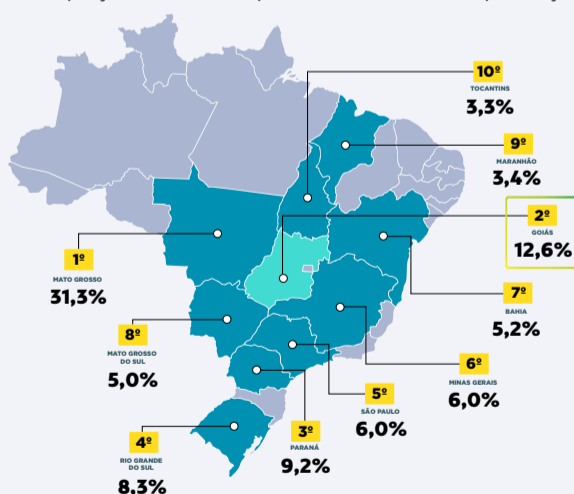 10º
TOCANTINS
3,3%
9º
MARANHÃO
3,4%
2º
GOIÁS
12,6%
1º
MATO GROSSO
31,3%
7º
BAHIA
5,2%
8º
MATO GROSSO
DO SUL
5,0%
6º
MINAS GERAIS
6,0%
5º
SÃO PAULO
6,0%
3º
PARANÁ
9,2%
4º
RIO GRANDE
DO SUL
8,3%